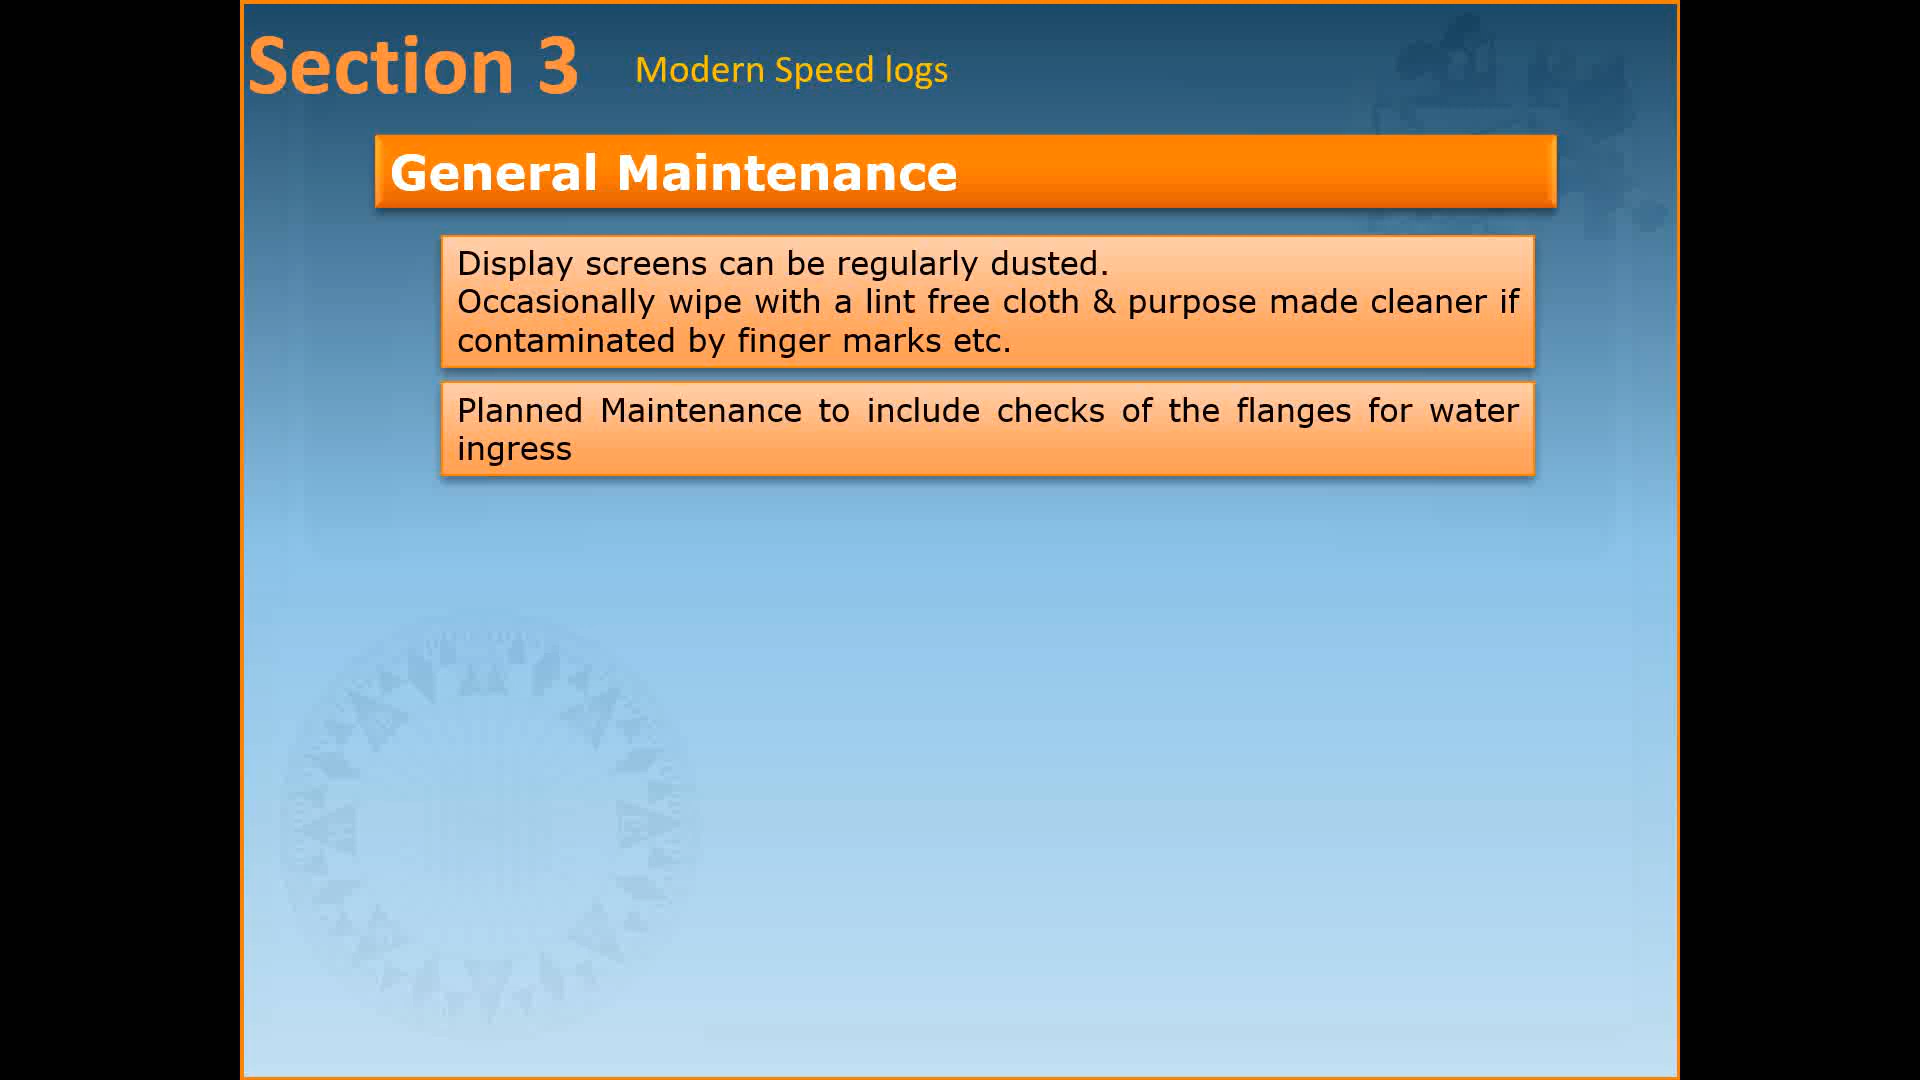 Section 3
Modern Speed logs
General Maintenance
Display screens can be regularly dusted.
Occasionally wipe with a lint free cloth & purpose made cleaner if
contaminated by finger marks etc.
Planned Maintenance to include checks of the flanges for water
ingress